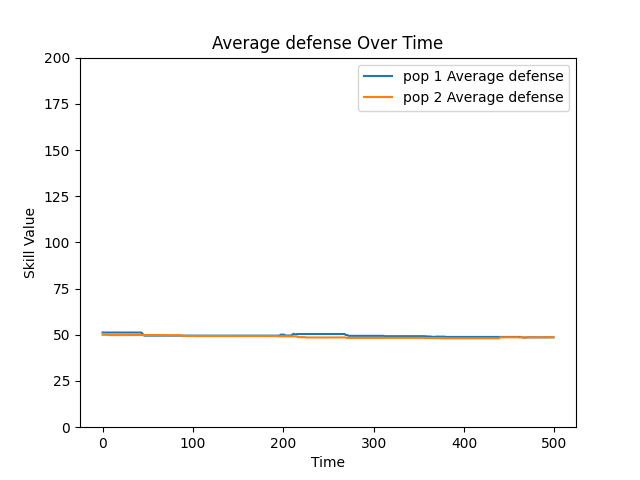 Average defense Over Time
200
175
150
125
100
75
50
25
0
Skill Value
pop 1 Average defense
pop 2 Average defense
0 100 200 300 400 500
Time